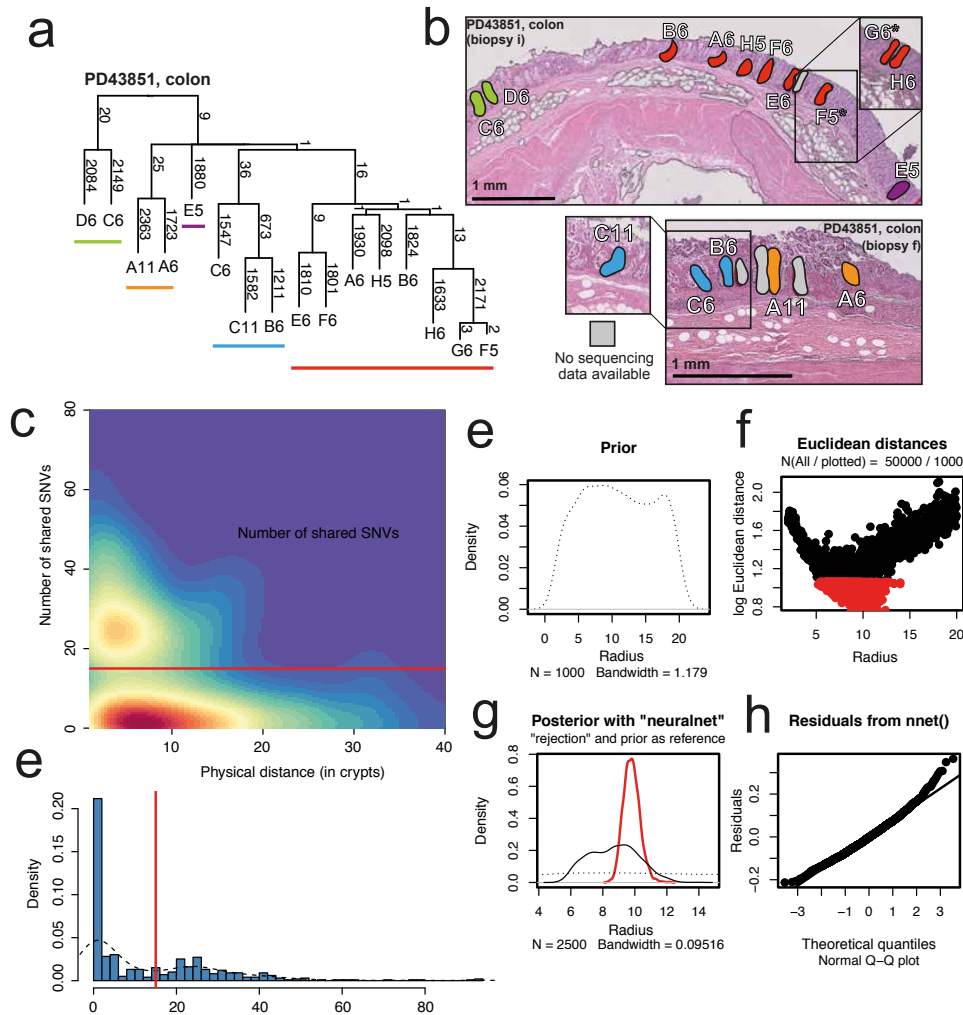 a
PD43851, colon
20
9
1
25
36
16
2084
2149
1880
2363
1723
1547
673
9
1
1
1930
2098
1824
13
1582
1211
1810
1801
1633
2171
3
2
D6 C6
E5
A11 A6
C6
C11 B6
E6 F6
A6 H5 B6
H6
G6 F5
b
PD43851, colon
(biopsy i)
B6 A6 H5 F6
G6*
H6
D6
C6
E6
F5*
E5
1 mm
PD43851, colon
(biopsy f)
C11
B6
C6
A11
A6
No sequencing
data available
1 mm
c
80
60
40
20
0
Number of shared SNVs
Number of shared SNVs
10 20 30 40
Physical distance (in crypts)
e
Prior
0.06
0.04
0.02
0.00
Density
0 5 10 15 20
Radius
N = 1000 Bandwidth = 1.179
f
Euclidean distances
N(All / plotted) = 50000 / 1000
2.0
1.6
1.2
0.8
log Euclidean distance
5 10 15 20
Radius
e
0.20
0.15
0.10
0.05
0.00
Density
0 20 40 60 80
g
Posterior with "neuralnet"
"rejection" and prior as reference
0.8
0.6
0.4
0.2
0.0
Density
4 6 8 10 12 14
Radius
N = 2500 Bandwidth = 0.09516
h
Residuals from nnet()
0.2
0.0
−0.2
Residuals
−3 −1 0 1 2 3
Theoretical quantiles
Normal Q−Q plot